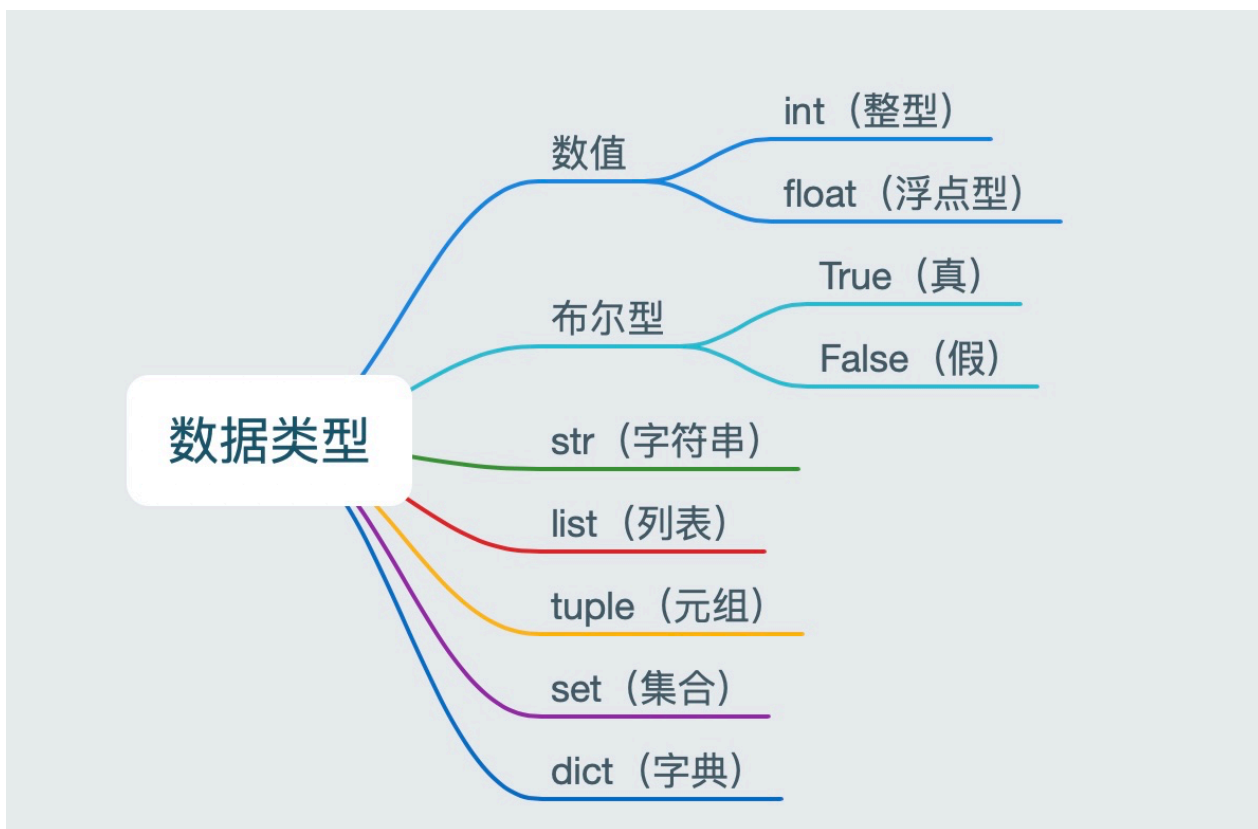 数据类型
数值
int（整型）
float（浮点型）
布尔型
True（真）
False（假）
str（字符串）
list（列表）
tuple（元组）
set（集合）
dict（字典）